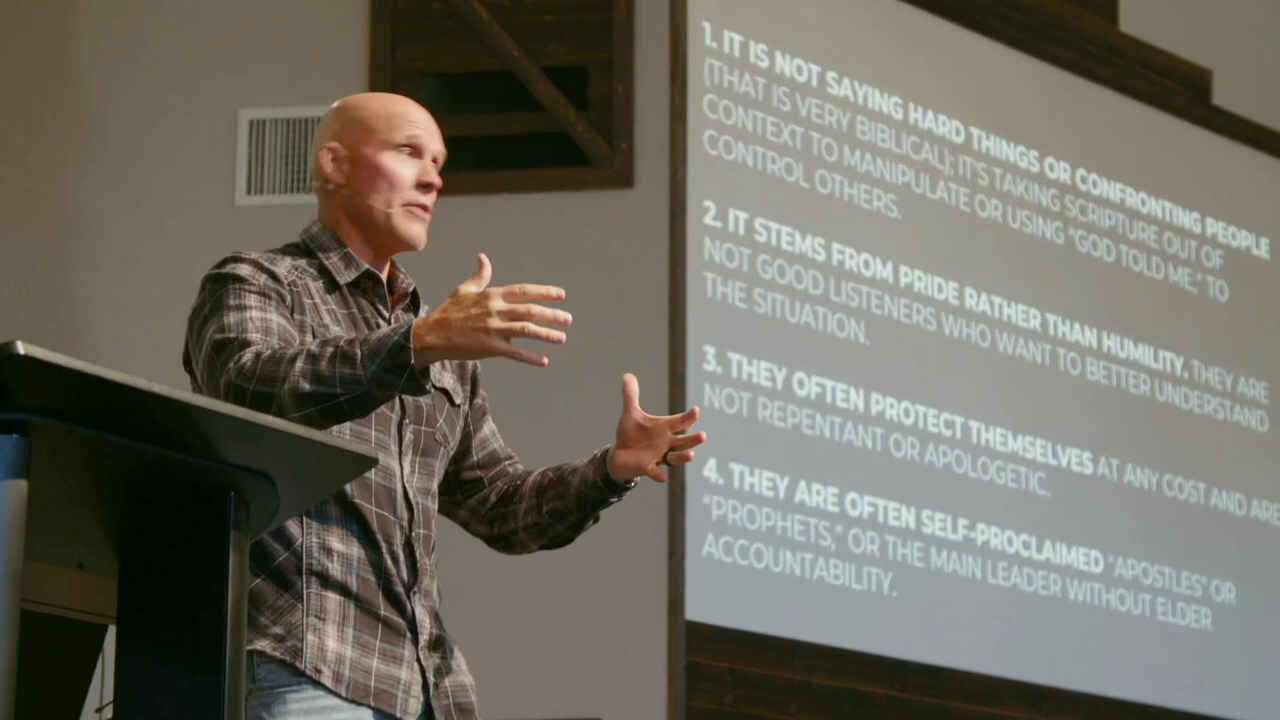 1. IT IS NOT SAYING HARD THINGS OR CONFRONTING PEOPLE
(THAT IS VERY BIBLICAL); IT'S TAKING SCRIPTURE OUT OF
CONTEXT TO MANIPULATE OR USING "GOD TOLD ME," TO
CONTROL OTHERS.
2. IT STEMS FROM PRIDE RATHER THAN HUMILITY. THEY ARE
NOT GOOD LISTENERS WHO WANT TO BETTER UNDERSTAND
THE SITUATION.
3. THEY OFTEN PROTECT THEMSELVES AT ANY COST AND ARE
NOT REPENTANT OR APOLOGETIC.
4. THEY ARE OFTEN SELF-PROCLAIMED "APOSTLES" OR
"PROPHETS," OR THE MAIN LEADER WITHOUT ELDER
ACCOUNTABILITY.